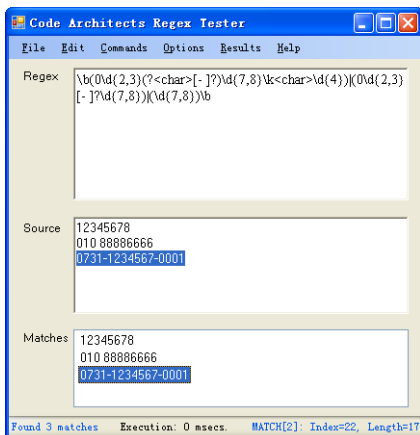 Code Architects Regex Tester
File Edit Commands Options Results Help
Regex
\b(0\d{2,3}(?<char>[- ]?)\d{7,8}\k<char>\d{4})|(0\d{2,3}
[- ]?\d{7,8})|(\d{7,8})\b
Source
12345678
010 88886666
0731-1234567-0001
Matches
12345678
010 88886666
0731-1234567-0001
Found 3 matches Execution: 0 msecs. MATCH[2]: Index=22, Length=17